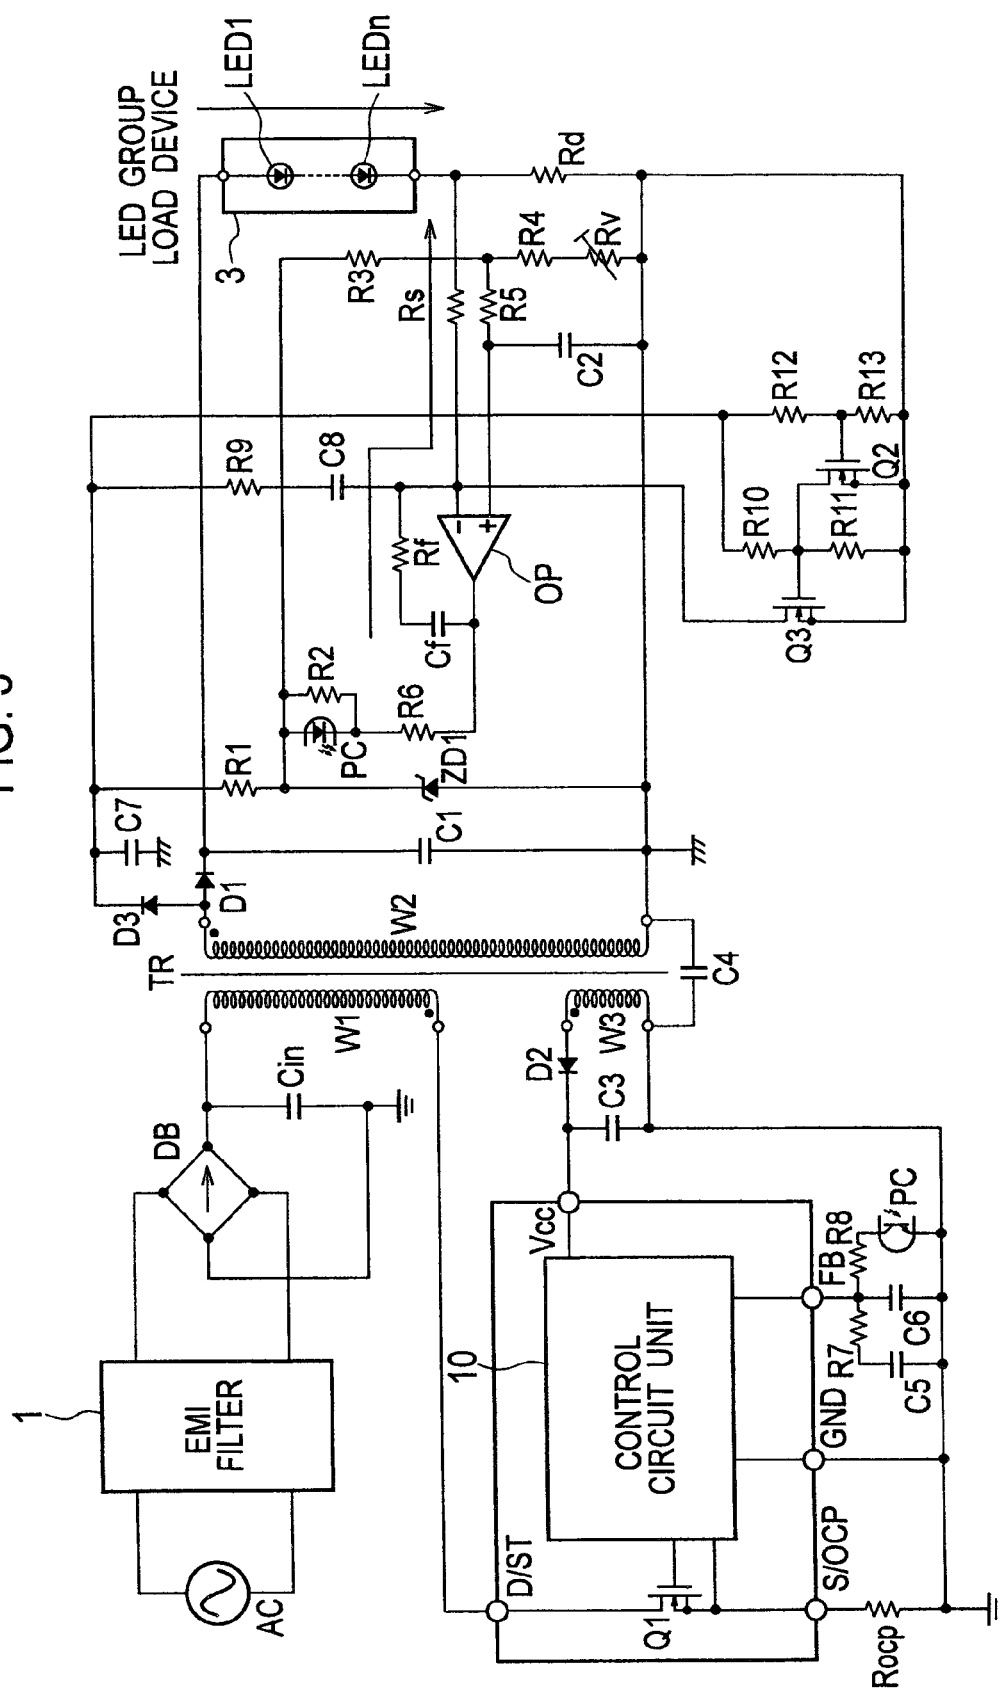 LED GROUP
LOAD DEVICE
LED1
LEDn
3
Rd
R3
R4
Rv
Rs
R5
C2
R12
R13
R9
C8
Q2
R10
R11
Rf
OP
Q3
Cf
R2
R6
PC
R1
ZD1
C7
C1
D3
D1
W2
TR
C4
W1
W3
Cin
D2
C3
DB
Vcc
PC
R8
FB
C6
R7
C5
1
EMI
FILTER
10
CONTROL
CIRCUIT UNIT
GND
D/ST
S/OCP
AC
Q1
Rocp